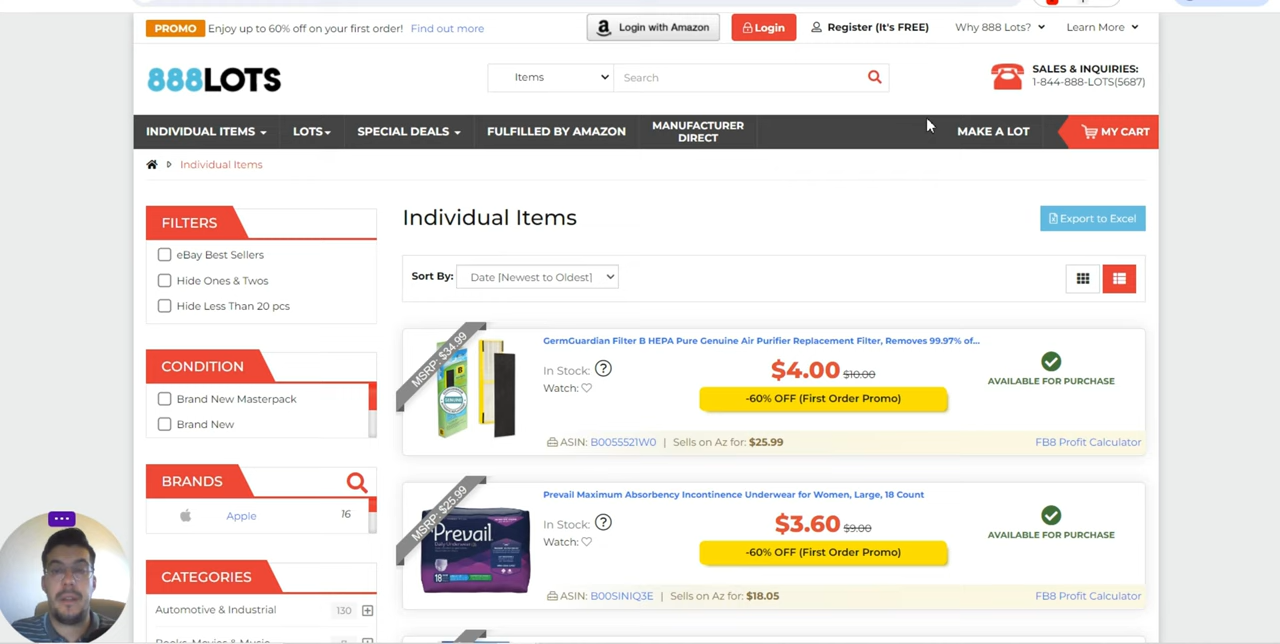 PROMO Enjoy up to 60% off on your first order! Find out more
a Login with Amazon
Login
Register (It's FREE)
Why 888 Lots?
Learn More
888LOTS
Items
Search
SALES & INQUIRIES:
1-844-888-LOTS(5687)
INDIVIDUAL ITEMS
LOTS
SPECIAL DEALS
FULFILLED BY AMAZON
MANUFACTURER
DIRECT
MAKE A LOT
MY CART
Individual Items
FILTERS
eBay Best Sellers
Hide Ones & Twos
Hide Less Than 20 pcs
CONDITION
Brand New Masterpack
Brand New
BRANDS
Apple 16
CATEGORIES
Automotive & Industrial 130
Individual Items
Export to Excel
Sort By: Date [Newest to Oldest]
MSRP: $34.99
GermGuardian Filter B HEPA Pure Genuine Air Purifier Replacement Filter, Removes 99.97% of...
In Stock: ?
Watch:
$4.00 $10.00
-60% OFF (First Order Promo)
AVAILABLE FOR PURCHASE
ASIN: B0055521W0 | Sells on Az for: $25.99
FB8 Profit Calculator
MSRP: $25.99
Prevail
18
Prevail Maximum Absorbency Incontinence Underwear for Women, Large, 18 Count
In Stock: ?
Watch:
$3.60 $9.00
-60% OFF (First Order Promo)
AVAILABLE FOR PURCHASE
ASIN: B00SINIQ3E | Sells on Az for: $18.05
FB8 Profit Calculator